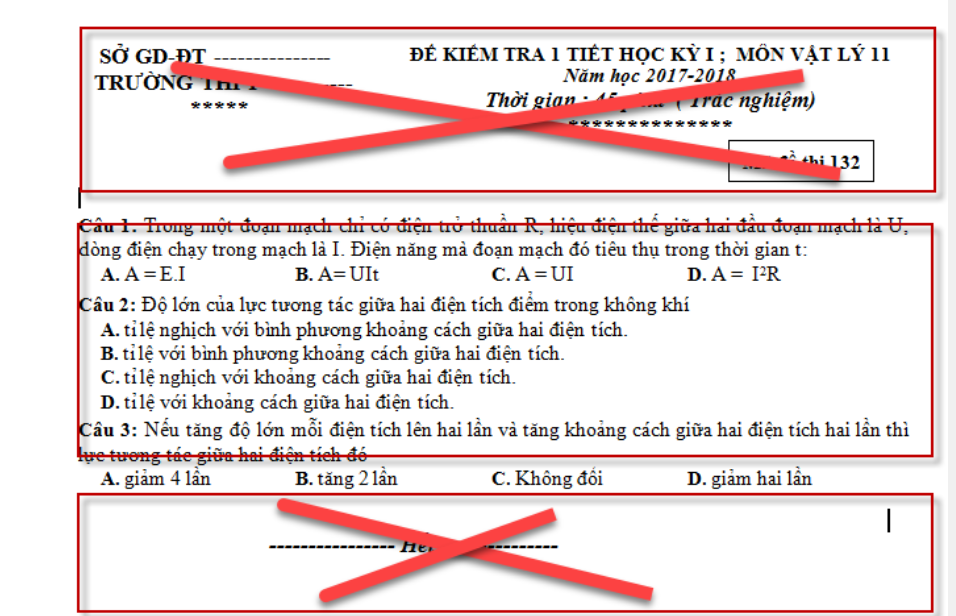 SỞ GD-ĐT ---------------
ĐỀ KIỂM TRA 1 TIẾT HỌC KỲ I ; MÔN VẬT LÝ 11
TRƯỜNG
Năm học 2017-2018
*****
Thời gian : 45 ( Trắc nghiệm)
**************
thi 132
Câu 1: Trong một đoạn mạch chỉ có điện trở thuần R, hiệu điện thế giữa hai đầu đoạn mạch là U,
dòng điện chạy trong mạch là I. Điện năng mà đoạn mạch đó tiêu thụ trong thời gian t:
A. A = E.I B. A= UIt C. A = UI D. A = I²R
Câu 2: Độ lớn của lực tương tác giữa hai điện tích điểm trong không khí
A. tỉ lệ nghịch với bình phương khoảng cách giữa hai điện tích.
B. tỉ lệ với bình phương khoảng cách giữa hai điện tích.
C. tỉ lệ nghịch với khoảng cách giữa hai điện tích.
D. tỉ lệ với khoảng cách giữa hai điện tích.
Câu 3: Nếu tăng độ lớn mỗi điện tích lên hai lần và tăng khoảng cách giữa hai điện tích hai lần thì
lực tương tác giữa hai điện tích đó
A. giảm 4 lần B. tăng 2 lần C. Không đổi D. giảm hai lần